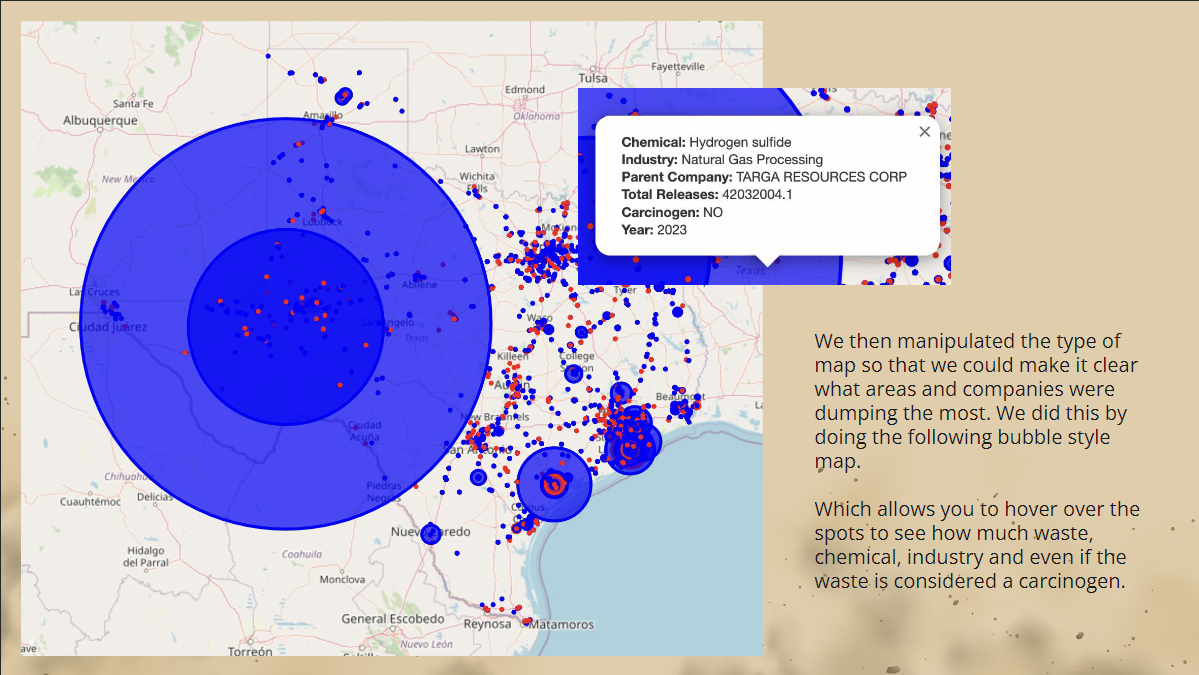 Fayetteville
Tulsa
Edmond
Santa Fe
Amarillo
Oklahoma
Albuquerque
Chemical: Hydrogen sulfide
Industry: Natural Gas Processing
Parent Company: TARGA RESOURCES CORP
Total Releases: 42032004.1
Carcinogen: NO
Year: 2023
Lawton
New Mexico
Wichita
Falls
Lubbock
Texas
Las Cruces
Abilene
Tyler
Ciudad Juárez
San Angelo
Texas
Waco
Killeen
College
Station
Austin
Beaumont
New Braunfels
San Antonio
Ciudad
Acuña
Chihuahua
Piedras
Negras
Cuauhtémoc
Delicias
Corpus
Nuevo Laredo
Hidalgo
del Parral
Coahuila
Monclova
General Escobedo
Reynosa
Matamoros
Nuevo León
Torreón
We then manipulated the type of
map so that we could make it clear
what areas and companies were
dumping the most. We did this by
doing the following bubble style
map.
Which allows you to hover over the
spots to see how much waste,
chemical, industry and even if the
waste is considered a carcinogen.